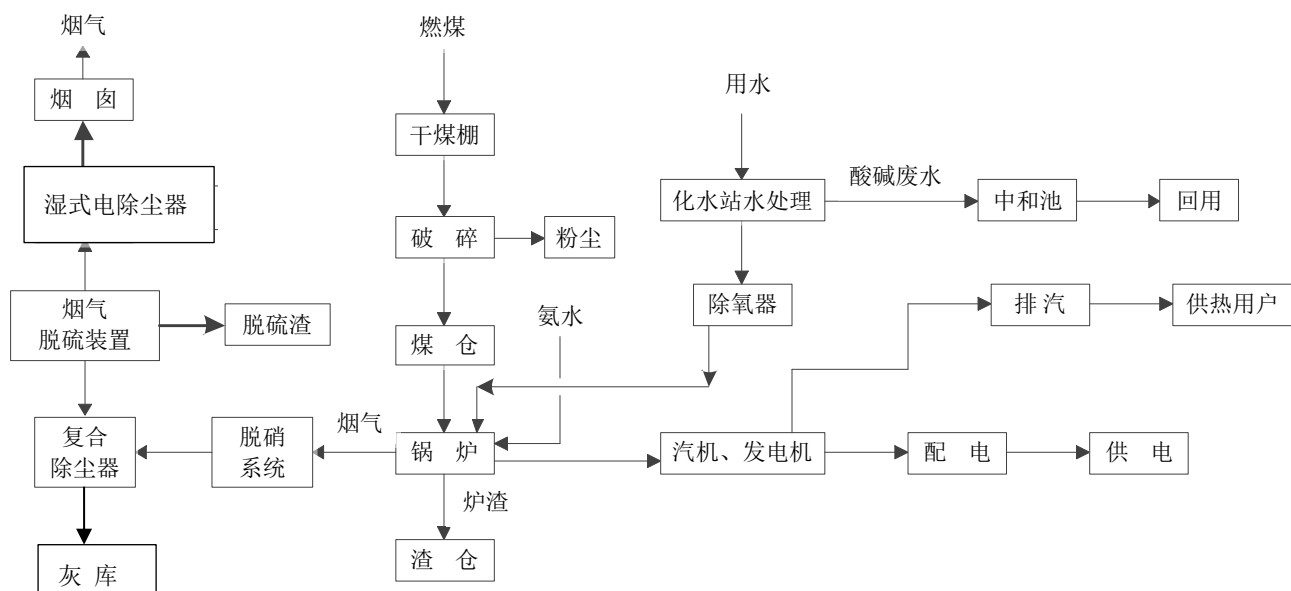 烟气
燃煤
用水
烟 囱
干煤棚
湿式电除尘器
化水站水处理
酸碱废水
中和池
回用
破 碎
粉尘
烟气
脱硫装置
脱硫渣
煤 仓
氨水
除氧器
排 汽
供热用户
复合
除尘器
脱硝
系统
烟气
锅 炉
汽机、发电机
配 电
供 电
炉渣
灰 库
渣 仓